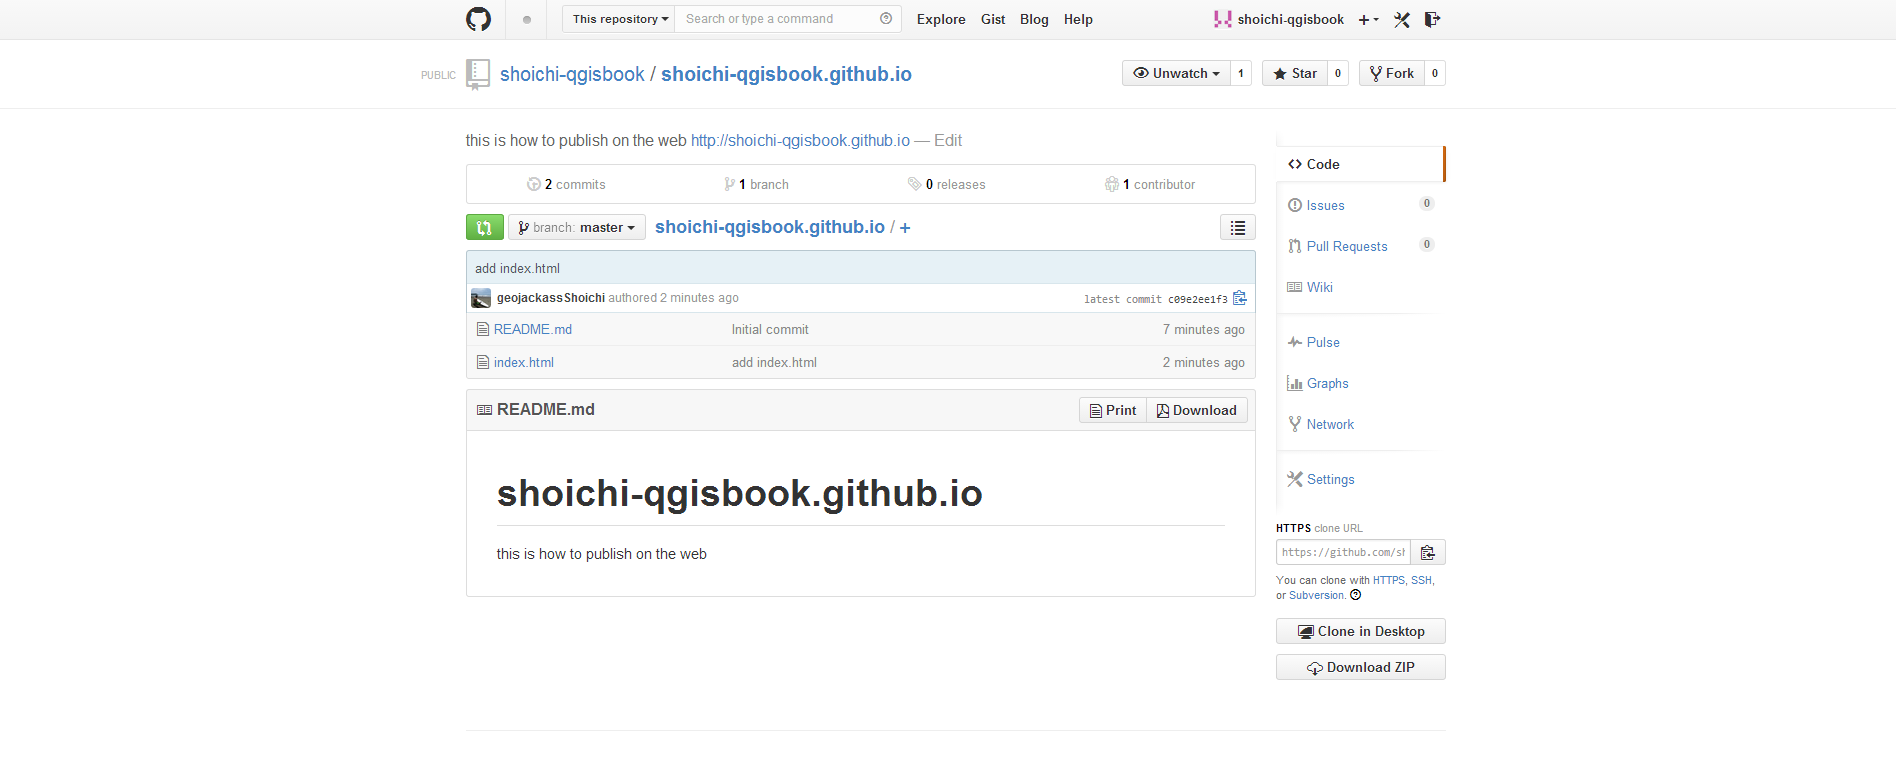 This repository Search or type a command Explore Gist Blog Help shoichi-qgisbook
PUBLIC shoichi-qgisbook / shoichi-qgisbook.github.io Unwatch 1 Star 0 Fork 0
this is how to publish on the web http://shoichi-qgisbook.github.io — Edit
2 commits 1 branch 0 releases 1 contributor
branch: master shoichi-qgisbook.github.io / +
add index.html
geojackassShoichi authored 2 minutes ago latest commit c09e2ee1f3
README.md Initial commit 7 minutes ago
index.html add index.html 2 minutes ago
README.md Print Download
shoichi-qgisbook.github.io
this is how to publish on the web
Code
Issues 0
Pull Requests 0
Wiki
Pulse
Graphs
Network
Settings
HTTPS clone URL
https://github.com/sh
You can clone with HTTPS, SSH,
or Subversion.
Clone in Desktop
Download ZIP